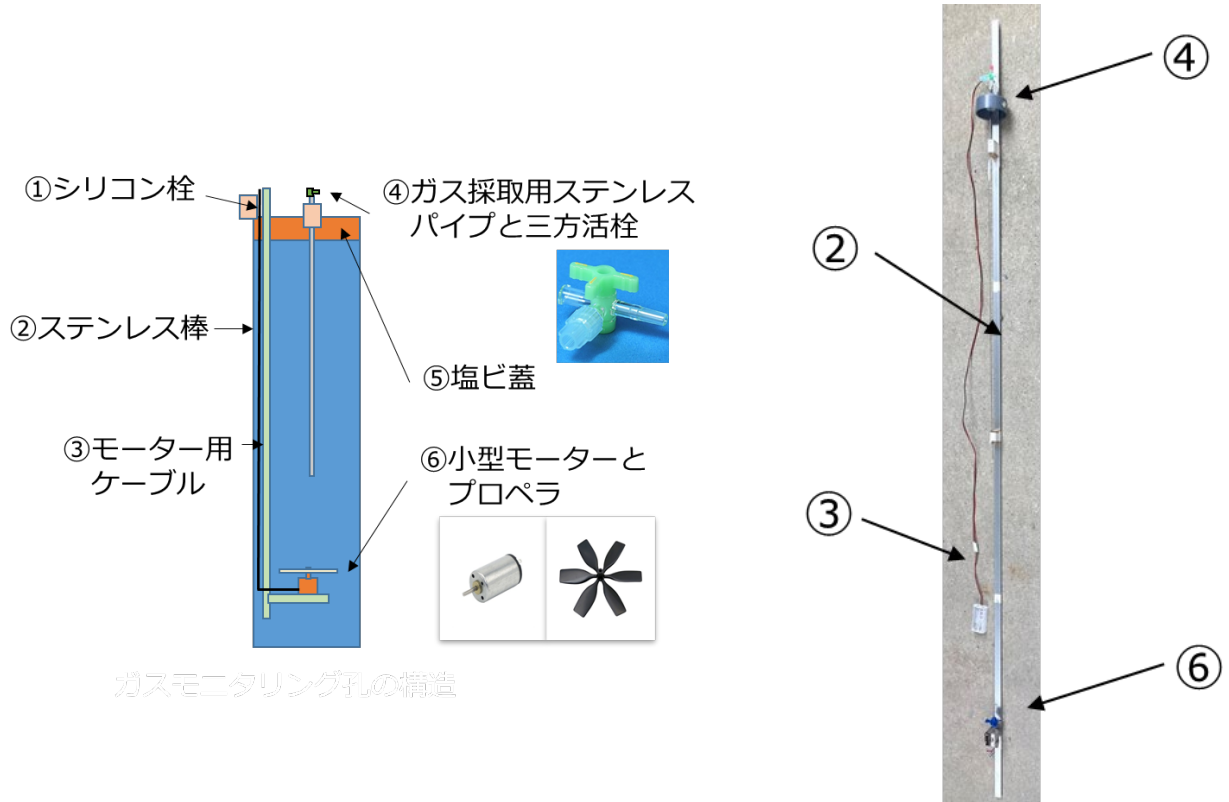 ①シリコン栓
④ガス採取用ステンレス
パイプと三方活栓
②ステンレス棒
⑤塩ビ蓋
③モーター用
ケーブル
⑥小型モーターと
プロペラ
ガスモニタリング孔の構造
④
②
③
⑥